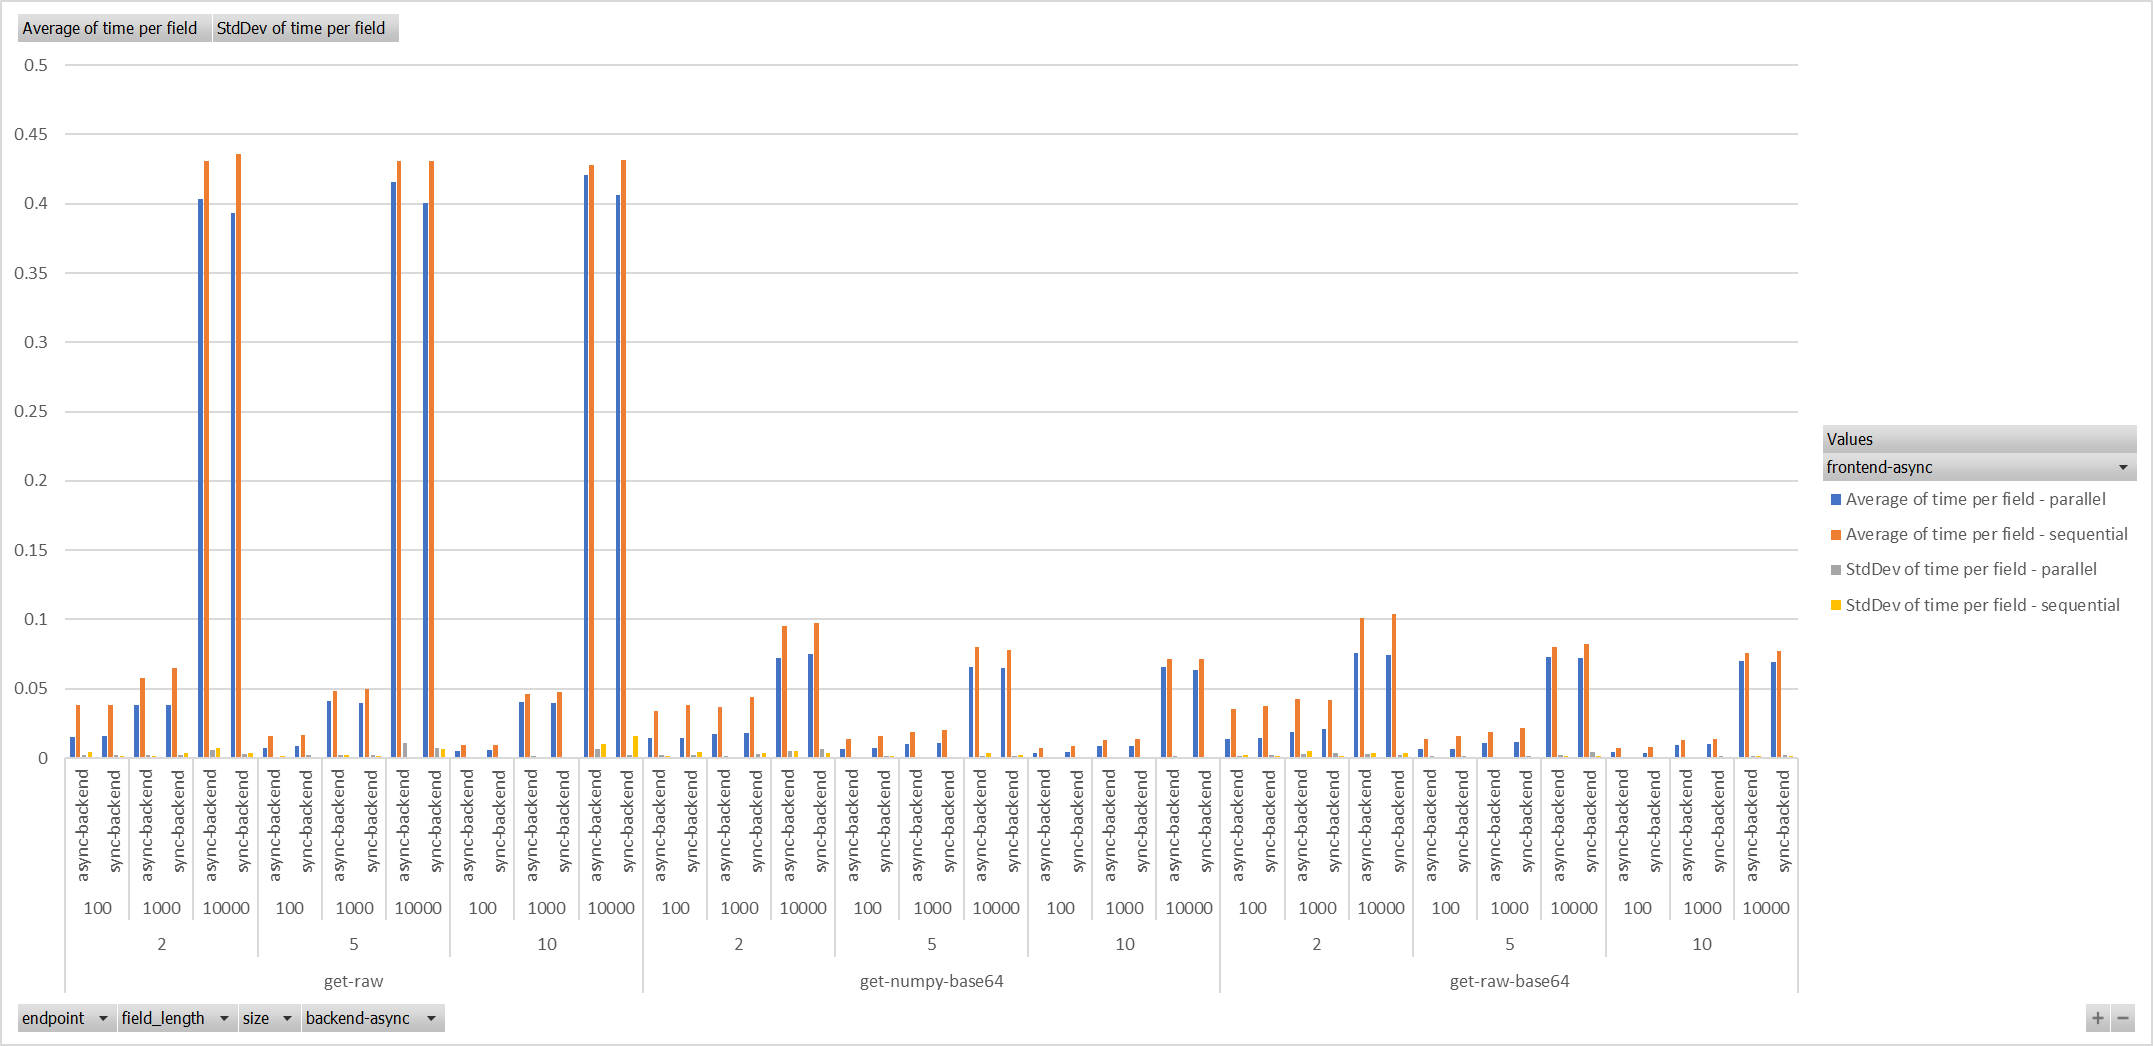 Average of time per field StdDev of time per field
0.5
0.45
0.4
0.35
0.3
0.25
0.2
0.15
0.1
0.05
0
Values
frontend-async
Average of time per field - parallel
Average of time per field - sequential
StdDev of time per field - parallel
StdDev of time per field - sequential
async-backend sync-backend async-backend sync-backend async-backend sync-backend async-backend sync-backend async-backend sync-backend async-backend sync-backend async-backend sync-backend async-backend sync-backend async-backend sync-backend async-backend sync-backend async-backend sync-backend async-backend sync-backend async-backend sync-backend async-backend sync-backend async-backend sync-backend async-backend sync-backend async-backend sync-backend async-backend sync-backend async-backend sync-backend async-backend sync-backend async-backend sync-backend async-backend sync-backend async-backend sync-backend async-backend sync-backend async-backend sync-backend async-backend sync-backend async-backend sync-backend
100 1000 10000 100 1000 10000 100 1000 10000 100 1000 10000 100 1000 10000 100 1000 10000 100 1000 10000 100 1000 10000 100 1000 10000
2 5 10 2 5 10 2 5 10
get-raw get-numpy-base64 get-raw-base64
endpoint field_length size backend-async
+ −